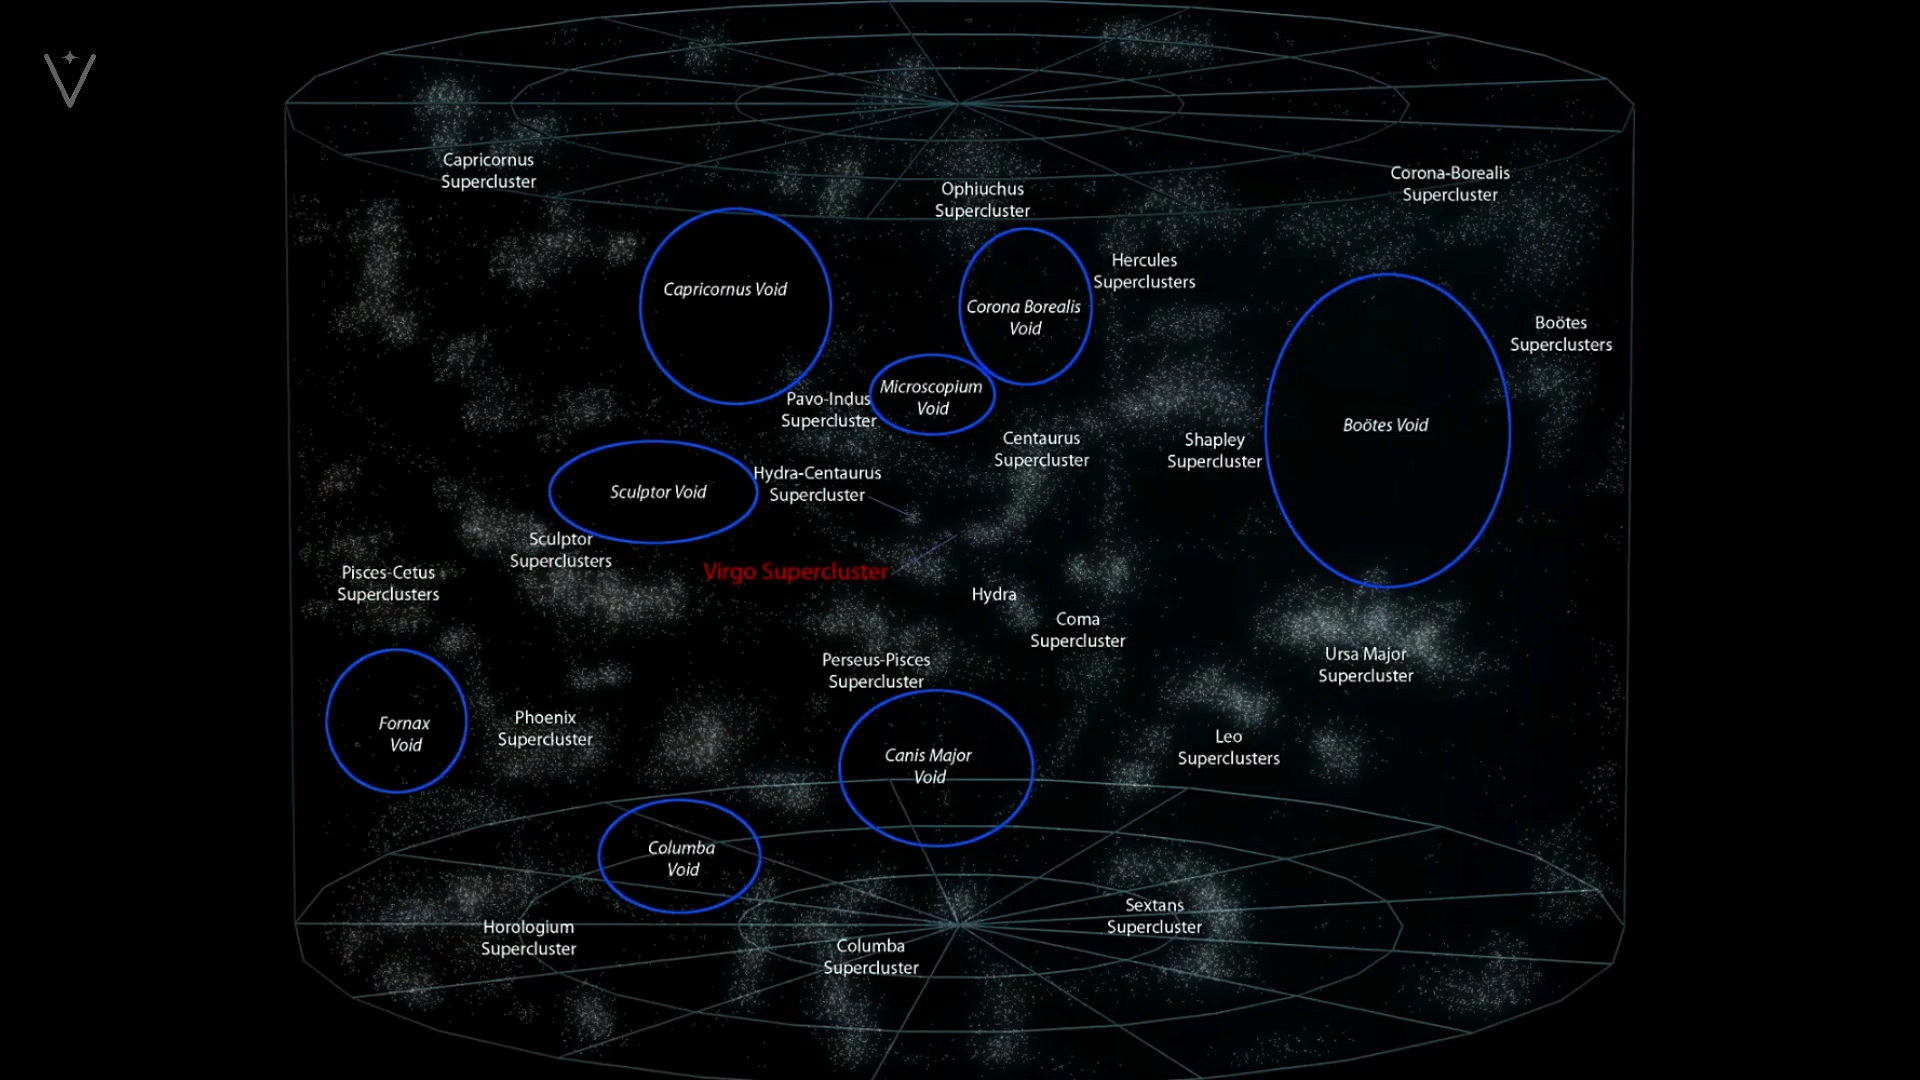 Capricornus
Supercluster
Ophiuchus
Supercluster
Corona-Borealis
Supercluster
Hercules
Superclusters
Capricornus Void
Corona Borealis
Void
Boötes
Superclusters
Microscopium
Void
Pavo-Indus
Supercluster
Boötes Void
Centaurus
Supercluster
Shapley
Supercluster
Hydra-Centaurus
Supercluster
Sculptor Void
Sculptor
Superclusters
Virgo Supercluster
Pisces-Cetus
Superclusters
Hydra
Coma
Supercluster
Perseus-Pisces
Supercluster
Ursa Major
Supercluster
Fornax
Void
Phoenix
Supercluster
Leo
Superclusters
Canis Major
Void
Columba
Void
Sextans
Supercluster
Horologium
Supercluster
Columba
Supercluster